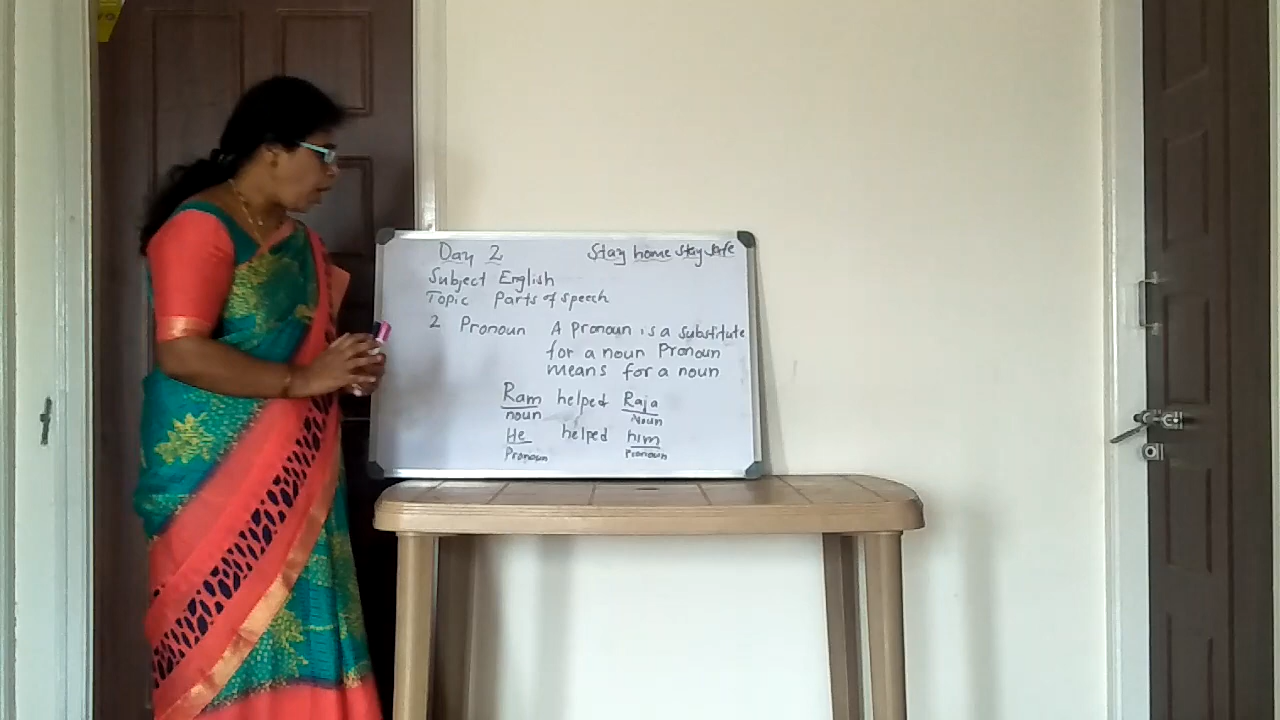 Day 2 Stay home stay safe
Subject English
Topic Parts of speech
2 Pronoun A Pronoun is a substitute
for a noun Pronoun
means for a noun
Ram helped Raja
noun Noun
He helped him
Pronoun Pronoun